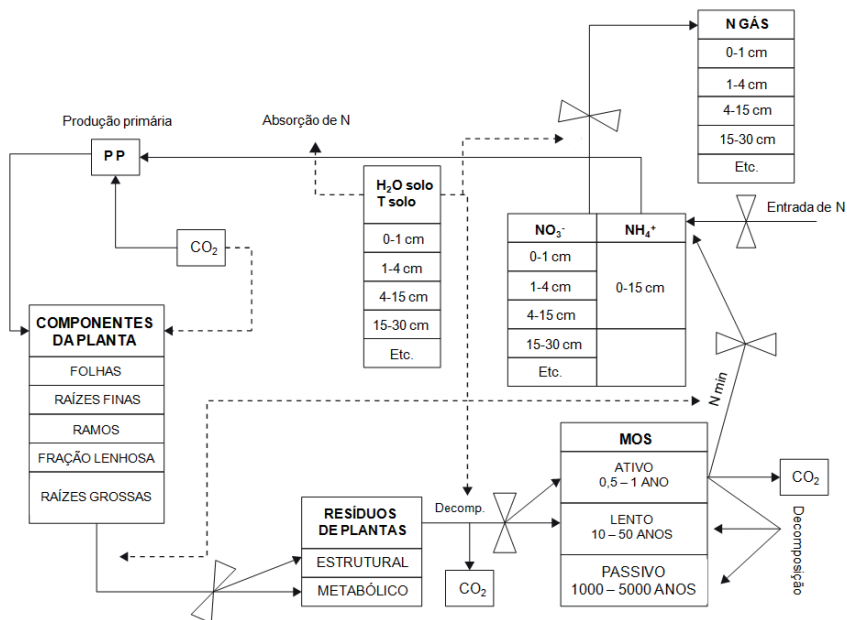 N GÁS
0-1 cm
1-4 cm
4-15 cm
15-30 cm
Etc.
Produção primária
Absorção de N
PP
H₂O solo
T solo
0-1 cm
1-4 cm
4-15 cm
15-30 cm
Etc.
Entrada de N
NO₃⁻
0-1 cm
1-4 cm
4-15 cm
15-30 cm
Etc.
NH₄⁺
0-15 cm
CO₂
COMPONENTES
DA PLANTA
FOLHAS
RAÍZES FINAS
RAMOS
FRAÇÃO LENHOSA
RAÍZES GROSSAS
N min
MOS
ATIVO
0,5 – 1 ANO
LENTO
10 – 50 ANOS
PASSIVO
1000 – 5000 ANOS
CO₂
Decomposição
RESÍDUOS
DE PLANTAS
ESTRUTURAL
METABÓLICO
Decomp.
CO₂